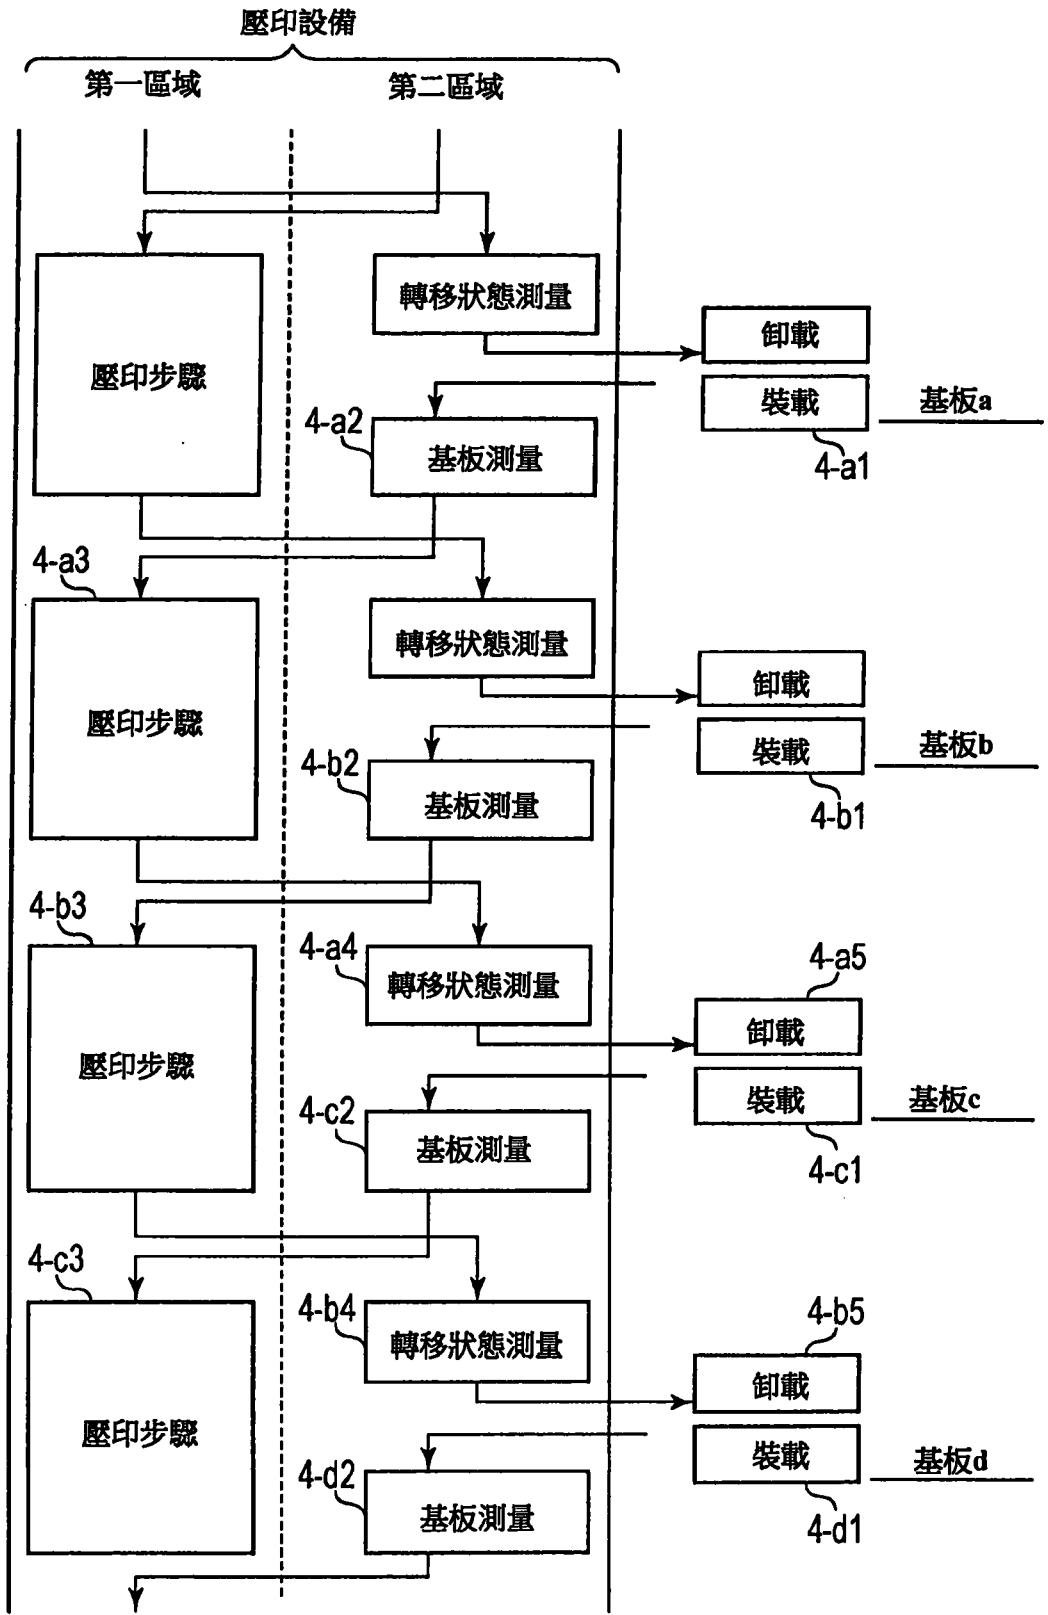 壓印設備
第一區域
第二區域
壓印步驟
轉移狀態測量
卸載
裝載
基板a
4-a1
4-a2
基板測量
4-a3
壓印步驟
轉移狀態測量
卸載
裝載
基板b
4-b1
4-b2
基板測量
4-b3
壓印步驟
4-a4
轉移狀態測量
4-a5
卸載
裝載
基板c
4-c1
4-c2
基板測量
4-c3
壓印步驟
4-b4
轉移狀態測量
4-b5
卸載
裝載
基板d
4-d1
4-d2
基板測量